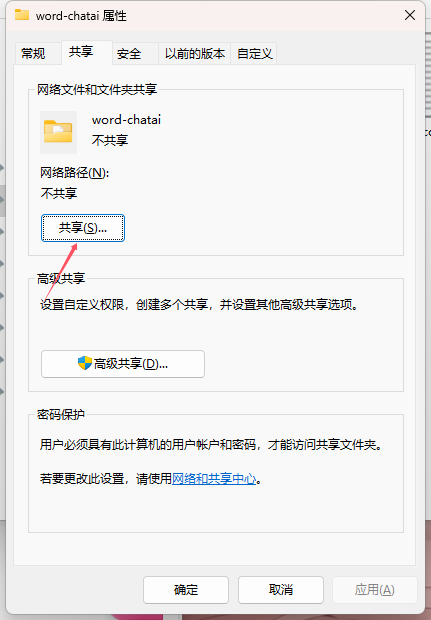 word-chatai 属性
常规
共享
安全
以前的版本
自定义
网络文件和文件夹共享
word-chatai
不共享
网络路径(N):
不共享
共享(S)...
高级共享
设置自定义权限，创建多个共享，并设置其他高级共享选项。
高级共享(D)...
密码保护
用户必须具有此计算机的用户帐户和密码，才能访问共享文件夹。
若要更改此设置，请使用网络和共享中心。
确定
取消
应用(A)